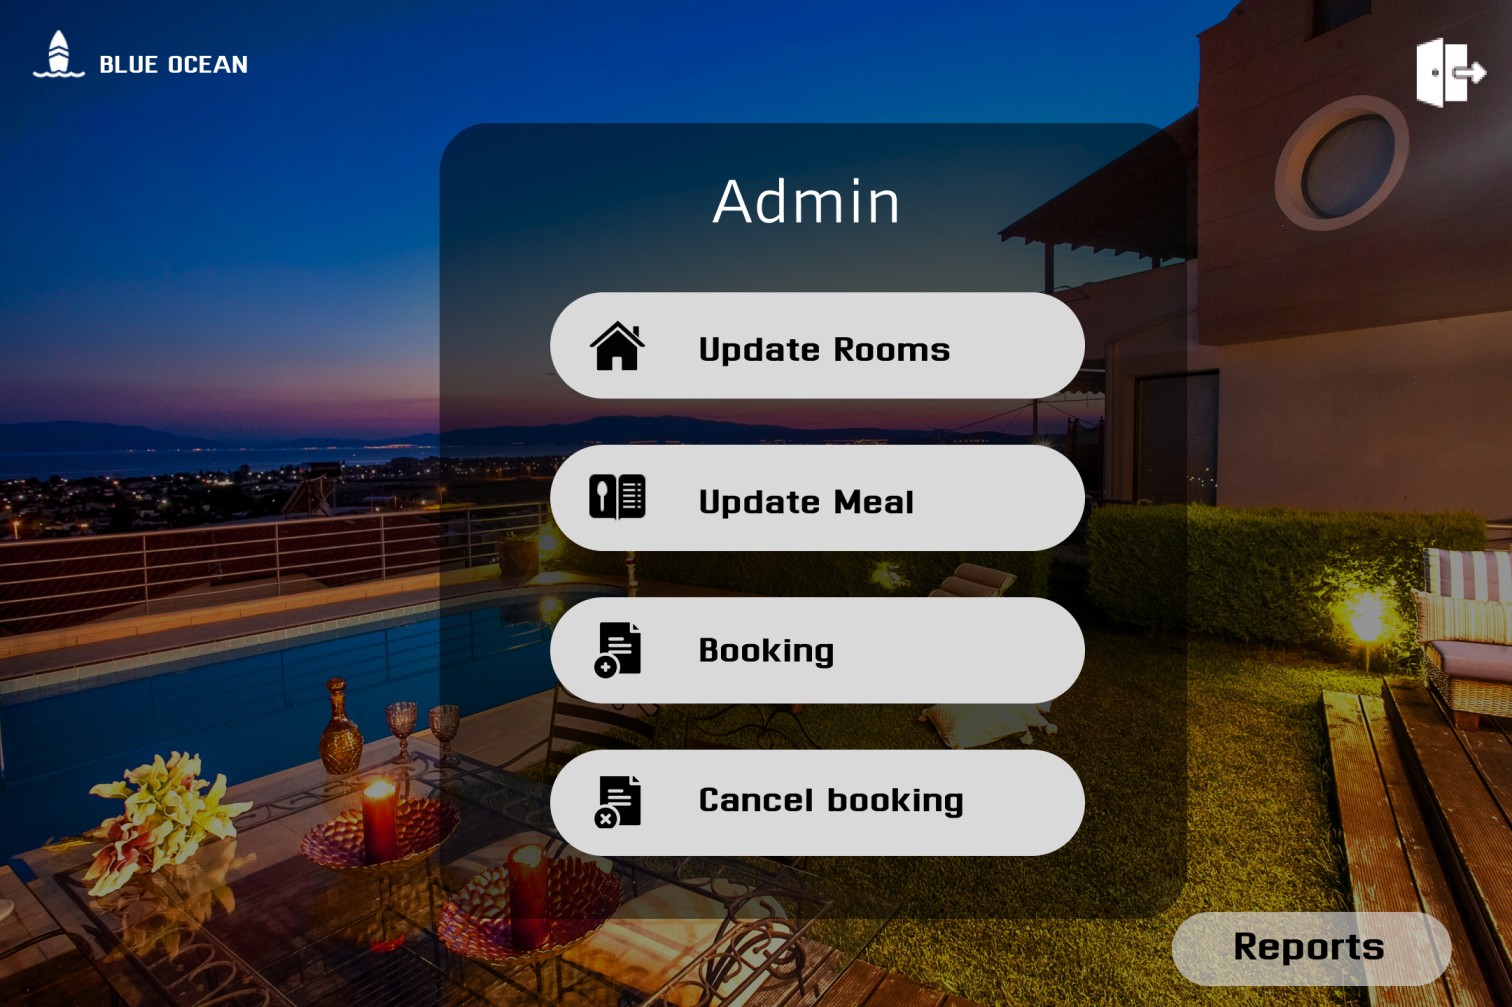 BLUE OCEAN
Admin
Update Rooms
Update Meal
Booking
Cancel booking
Reports